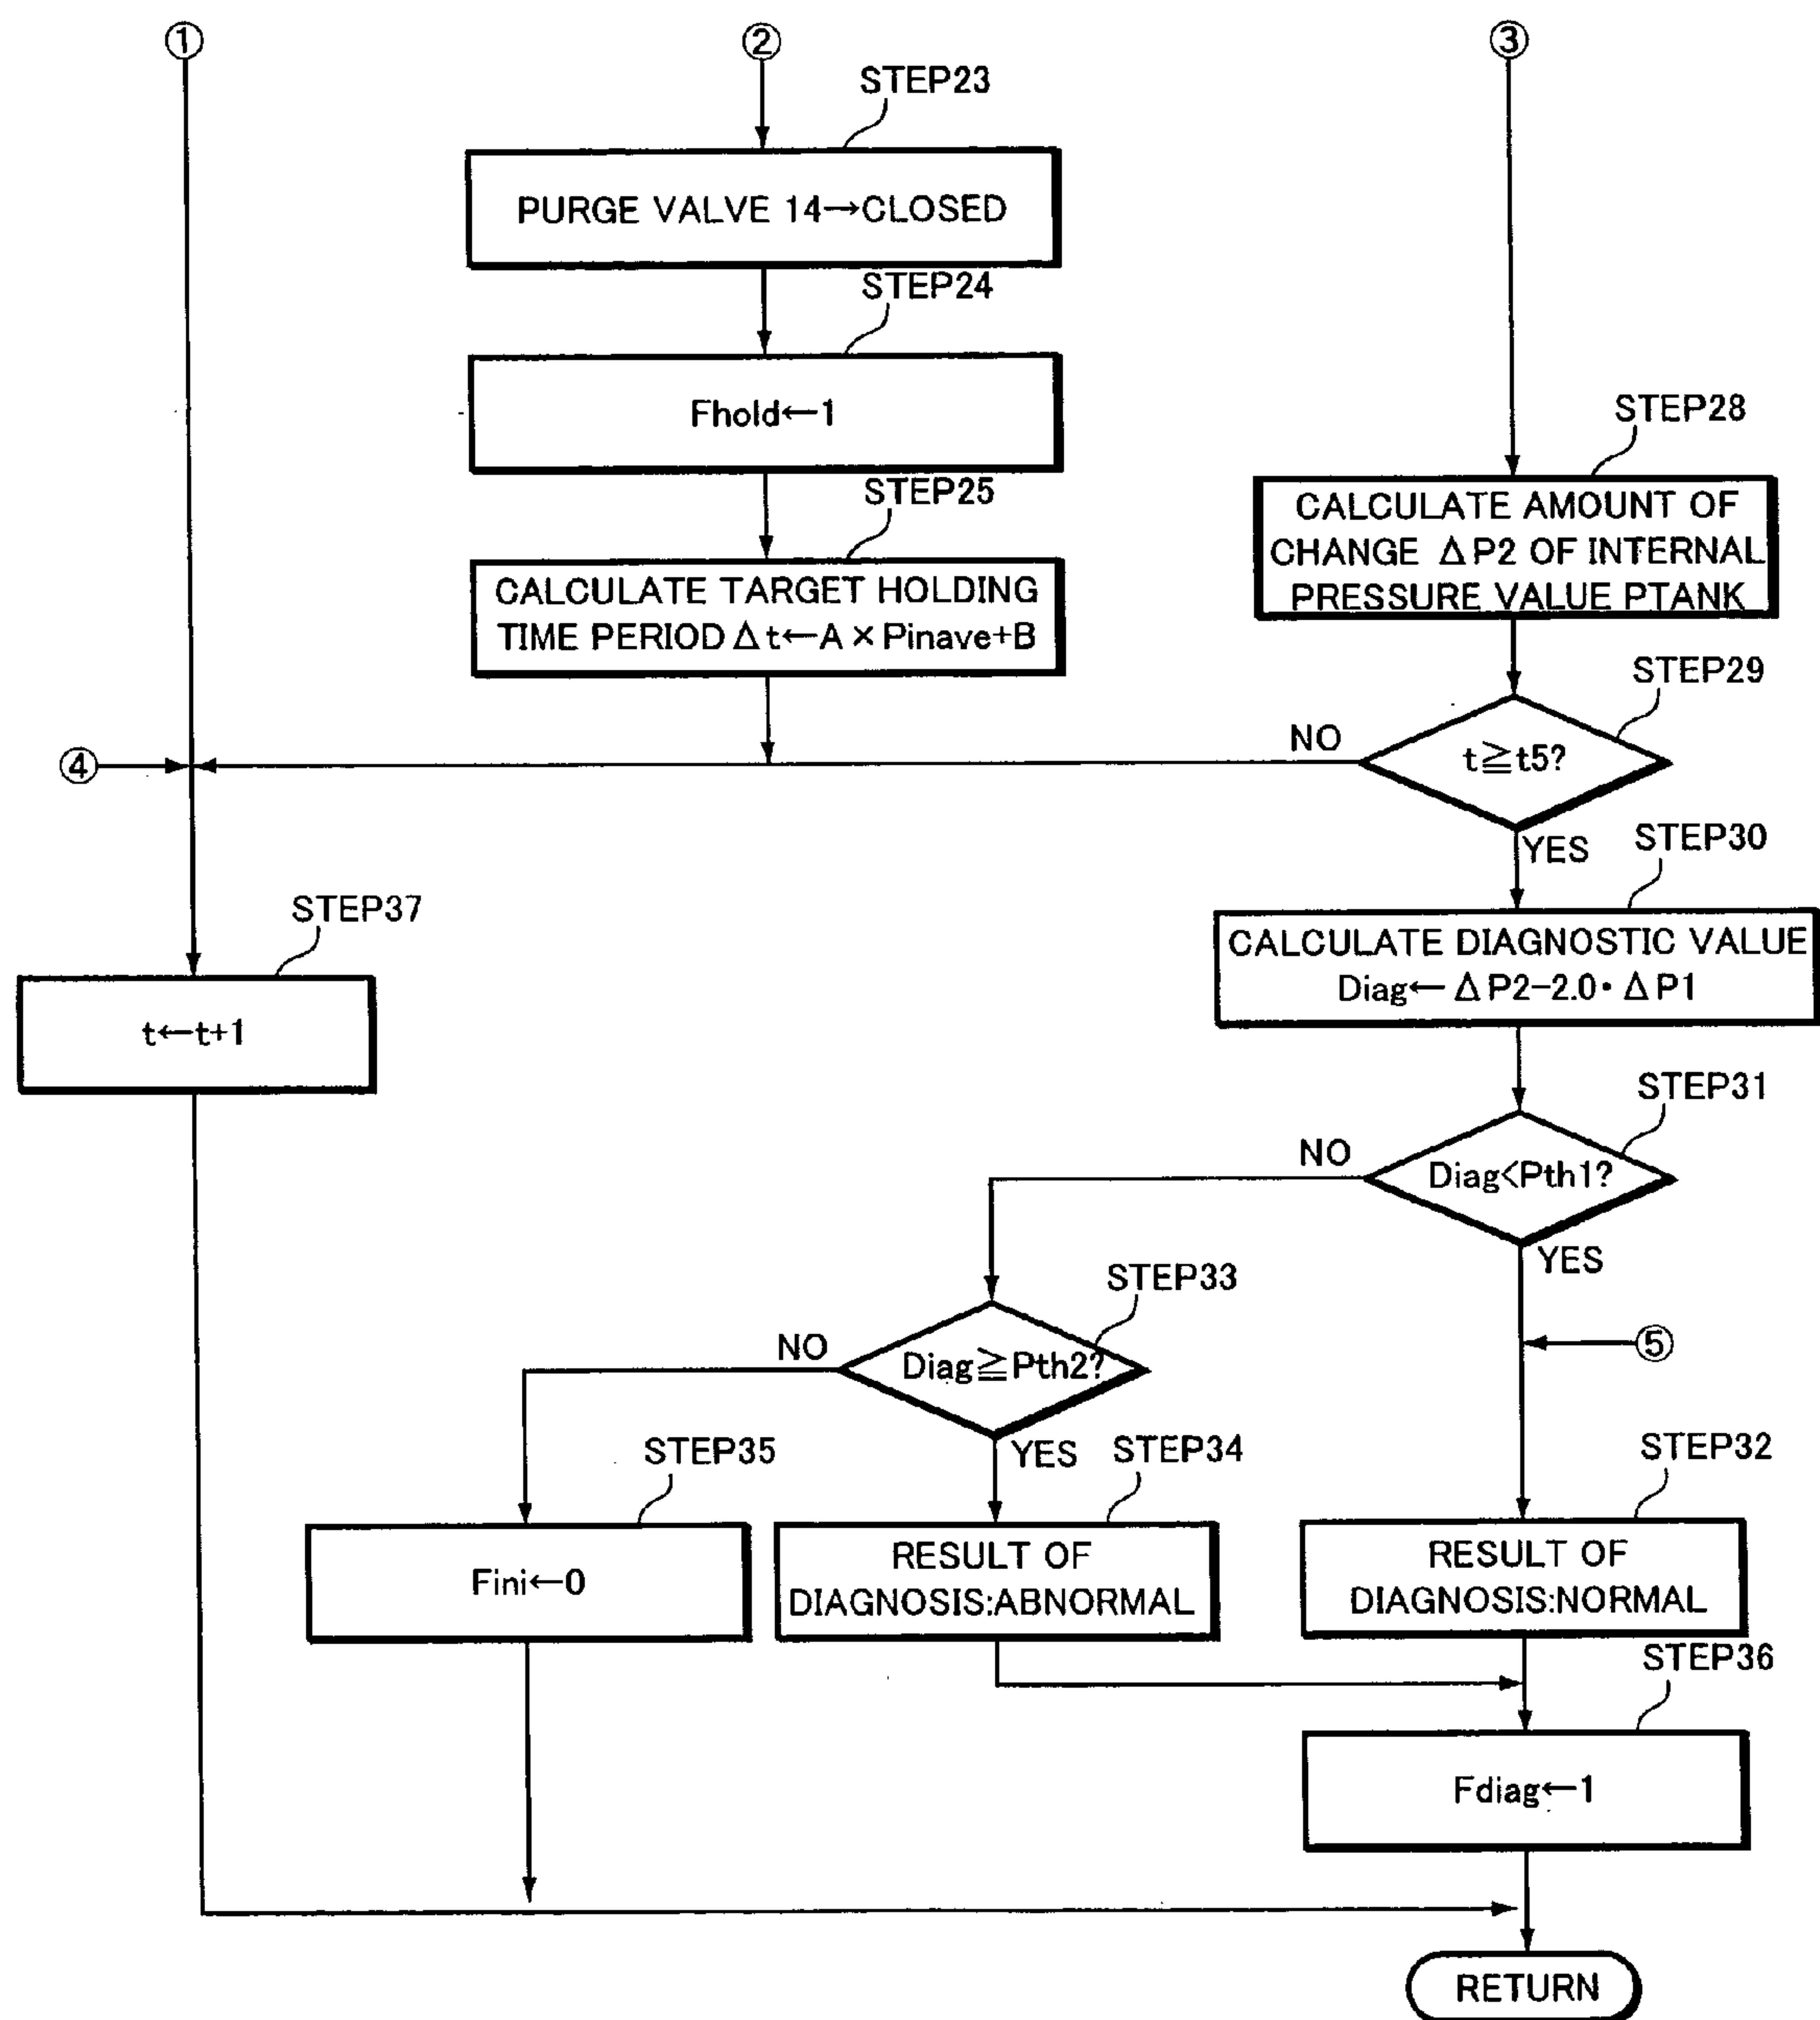 ①
②
③
STEP23
PURGE VALVE 14→CLOSED
STEP24
Fhold←1
STEP25
CALCULATE TARGET HOLDING
TIME PERIOD Δt←A×Pinave+B
STEP28
CALCULATE AMOUNT OF
CHANGE ΔP2 OF INTERNAL
PRESSURE VALUE PTANK
STEP29
t≧t5?
NO
YES
④
STEP37
t←t+1
STEP30
CALCULATE DIAGNOSTIC VALUE
Diag←ΔP2-2.0・ΔP1
STEP31
Diag<Pth1?
NO
YES
STEP33
Diag≧Pth2?
NO
YES
⑤
STEP35
Fini←0
STEP34
RESULT OF
DIAGNOSIS:ABNORMAL
STEP32
RESULT OF
DIAGNOSIS:NORMAL
STEP36
Fdiag←1
RETURN